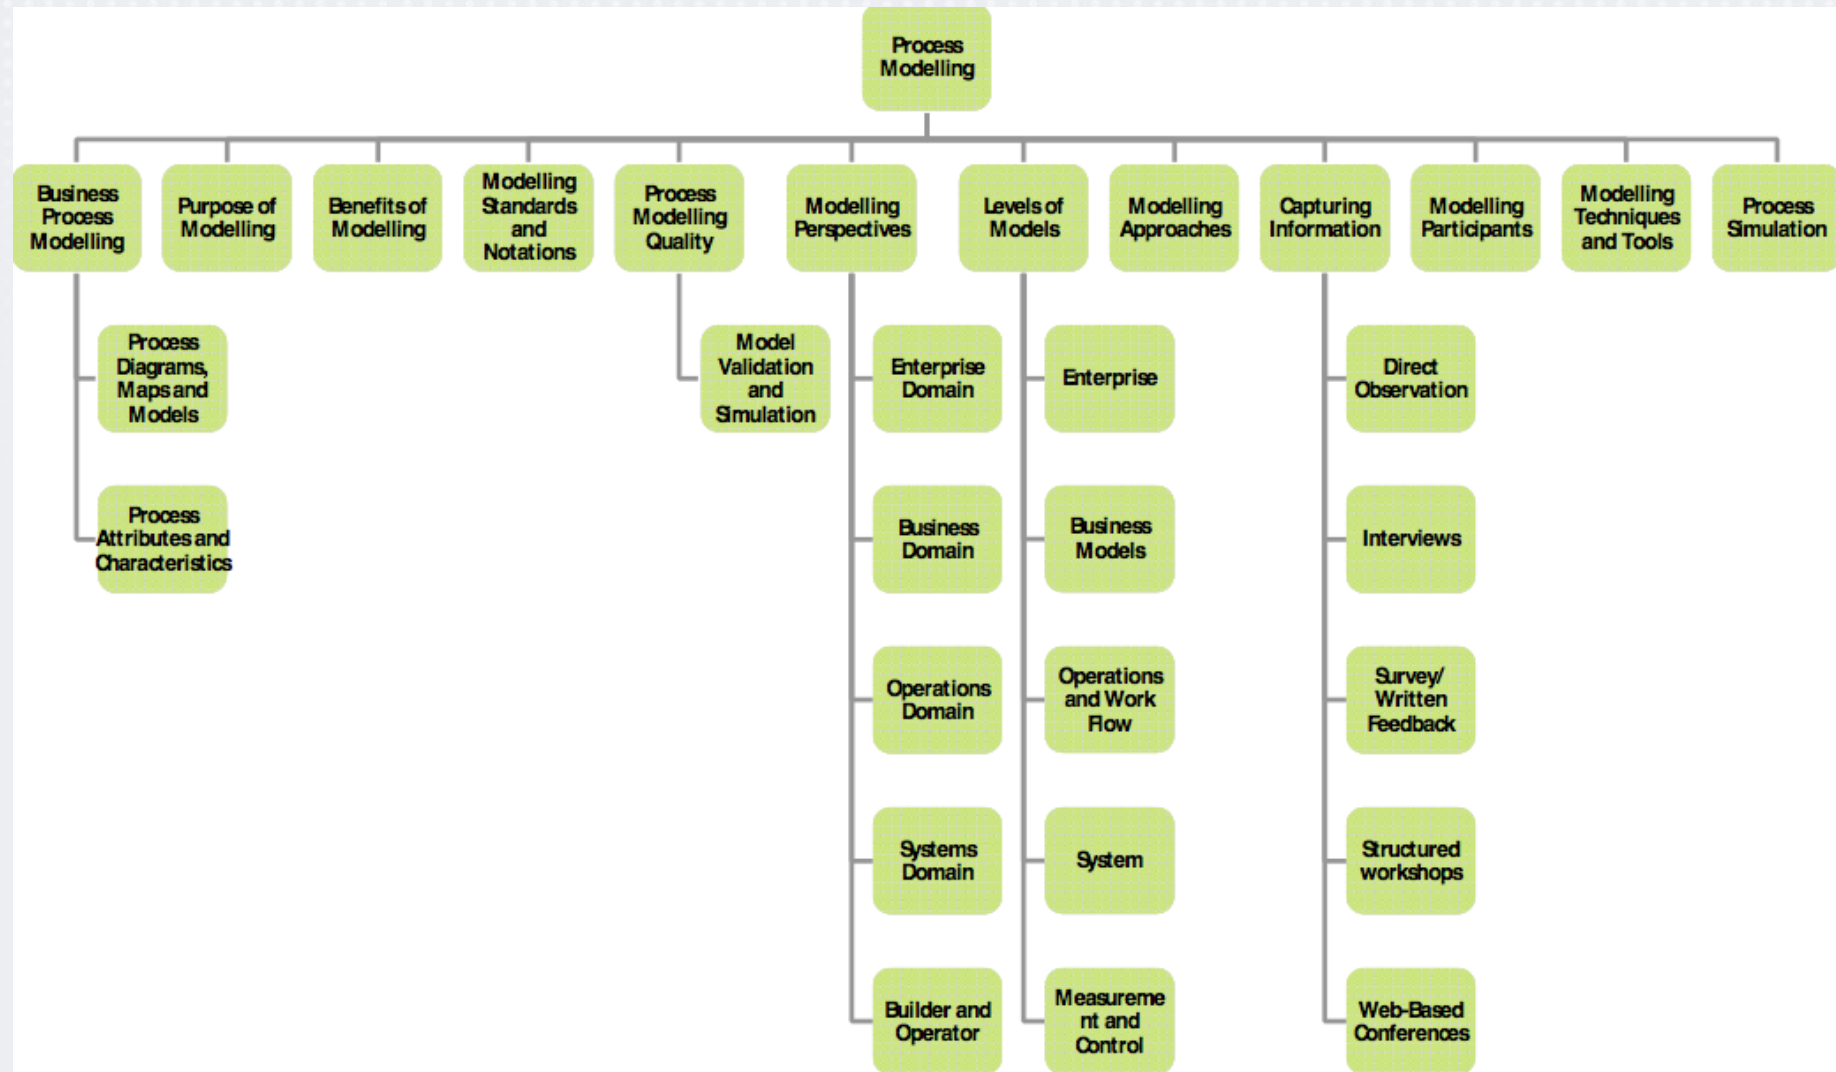 Process
Modelling
Business
Process
Modelling
Purpose of
Modelling
Benefits of
Modelling
Modelling
Standards
and
Notations
Process
Modelling
Quality
Modelling
Perspectives
Levels of
Models
Modelling
Approaches
Capturing
Information
Modelling
Participants
Modelling
Techniques
and Tools
Process
Simulation
Process
Diagrams,
Maps and
Models
Process
Attributes and
Characteristics
Model
Validation
and
Simulation
Enterprise
Domain
Business
Domain
Operations
Domain
Systems
Domain
Builder and
Operator
Enterprise
Business
Models
Operations
and Work
Flow
System
Measureme
nt and
Control
Direct
Observation
Interviews
Survey/
Written
Feedback
Structured
workshops
Web-Based
Conferences